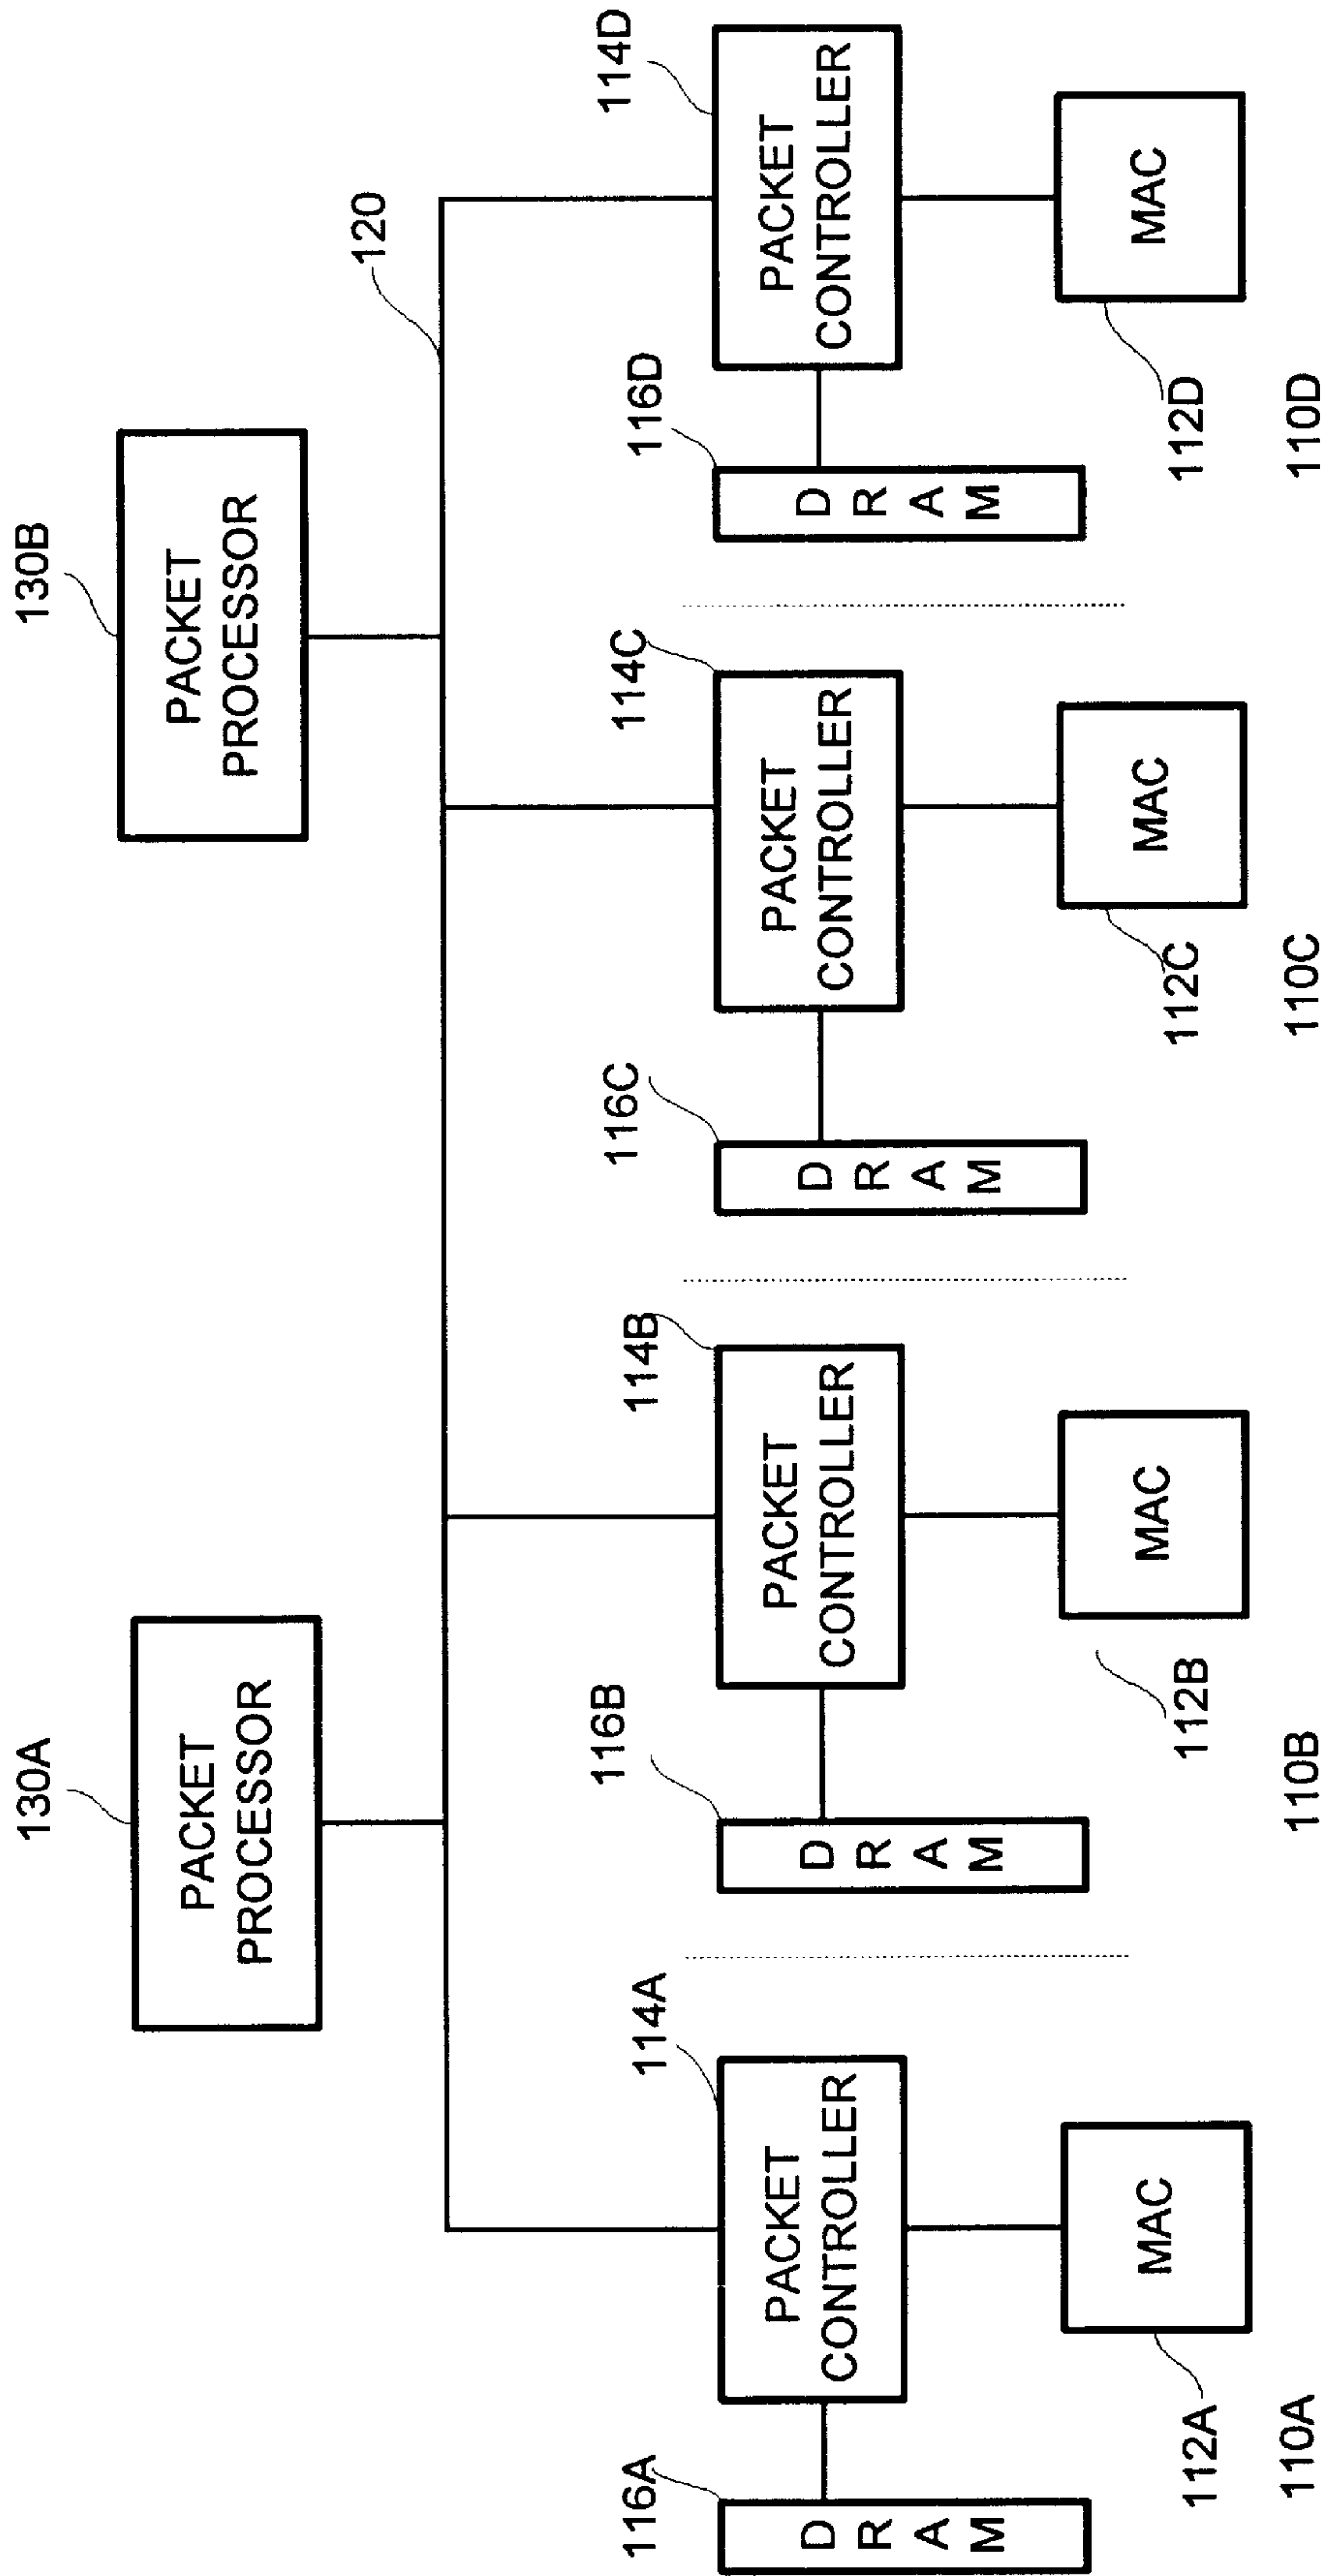 130A
130B
PACKET
PROCESSOR
PACKET
PROCESSOR
120
116A
114A
116B
114B
116C
114C
116D
114D
D
R
A
M
PACKET
CONTROLLER
D
R
A
M
PACKET
CONTROLLER
D
R
A
M
PACKET
CONTROLLER
D
R
A
M
PACKET
CONTROLLER
MAC
MAC
MAC
MAC
112A
112B
112C
112D
110A
110B
110C
110D